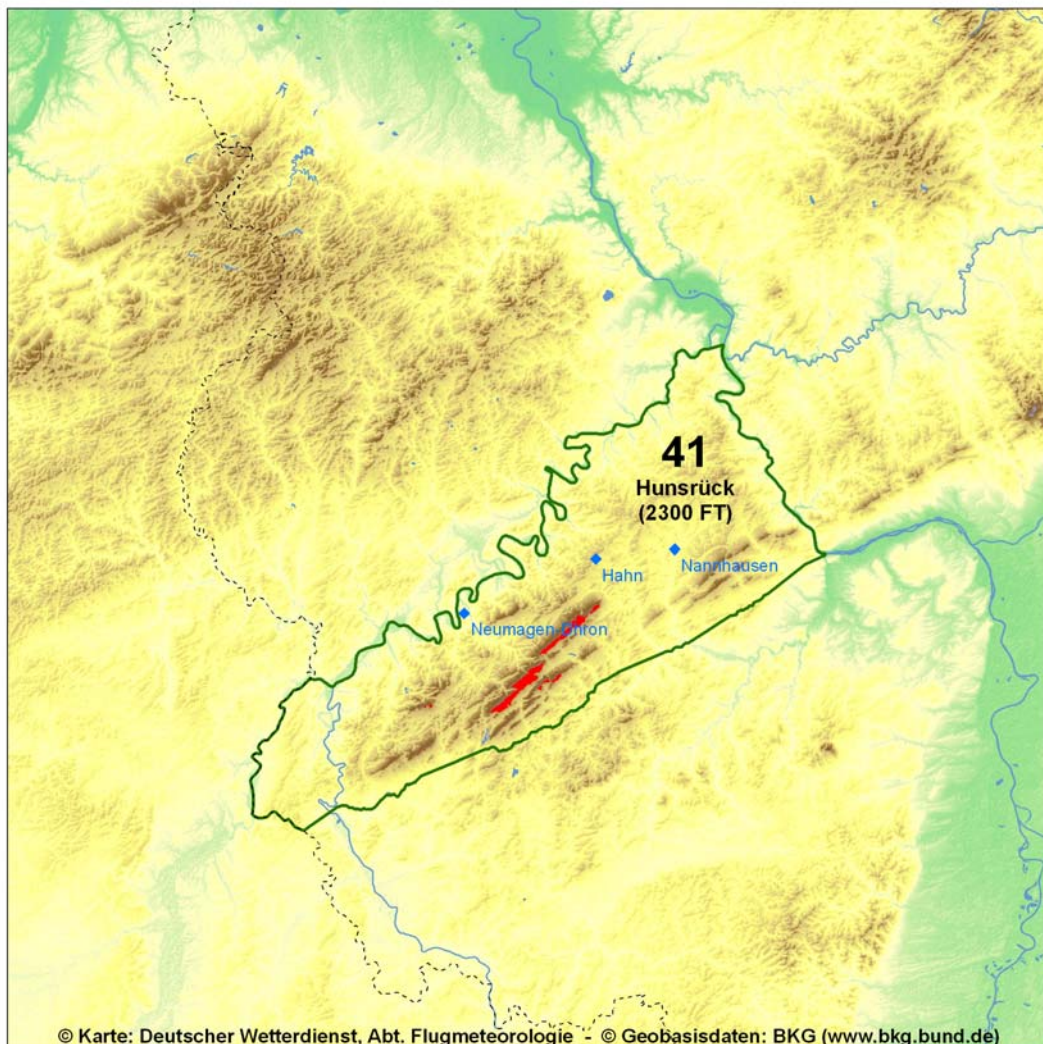 41
Hunsrück
(2300 FT)
Hahn
Nannhausen
Neumagen-Dhron
© Karte: Deutscher Wetterdienst, Abt. Flugmeteorologie - © Geobasisdaten: BKG (www.bkg.bund.de)